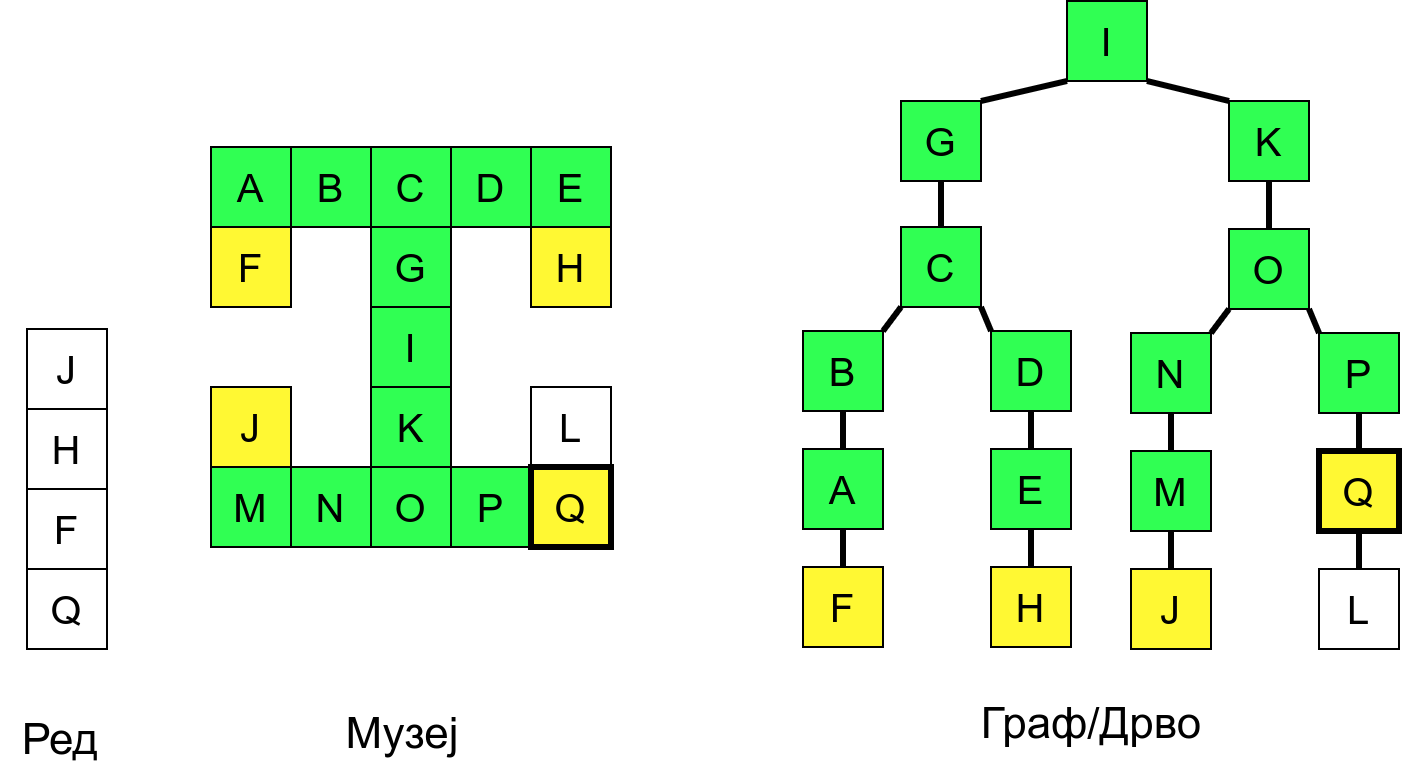 J
H
F
Q
Ред
A B C D E
F G H
I
J K L
M N O P Q
Музеј
I
G K
C O
B D N P
A E M Q
F H J L
Граф/Дрво